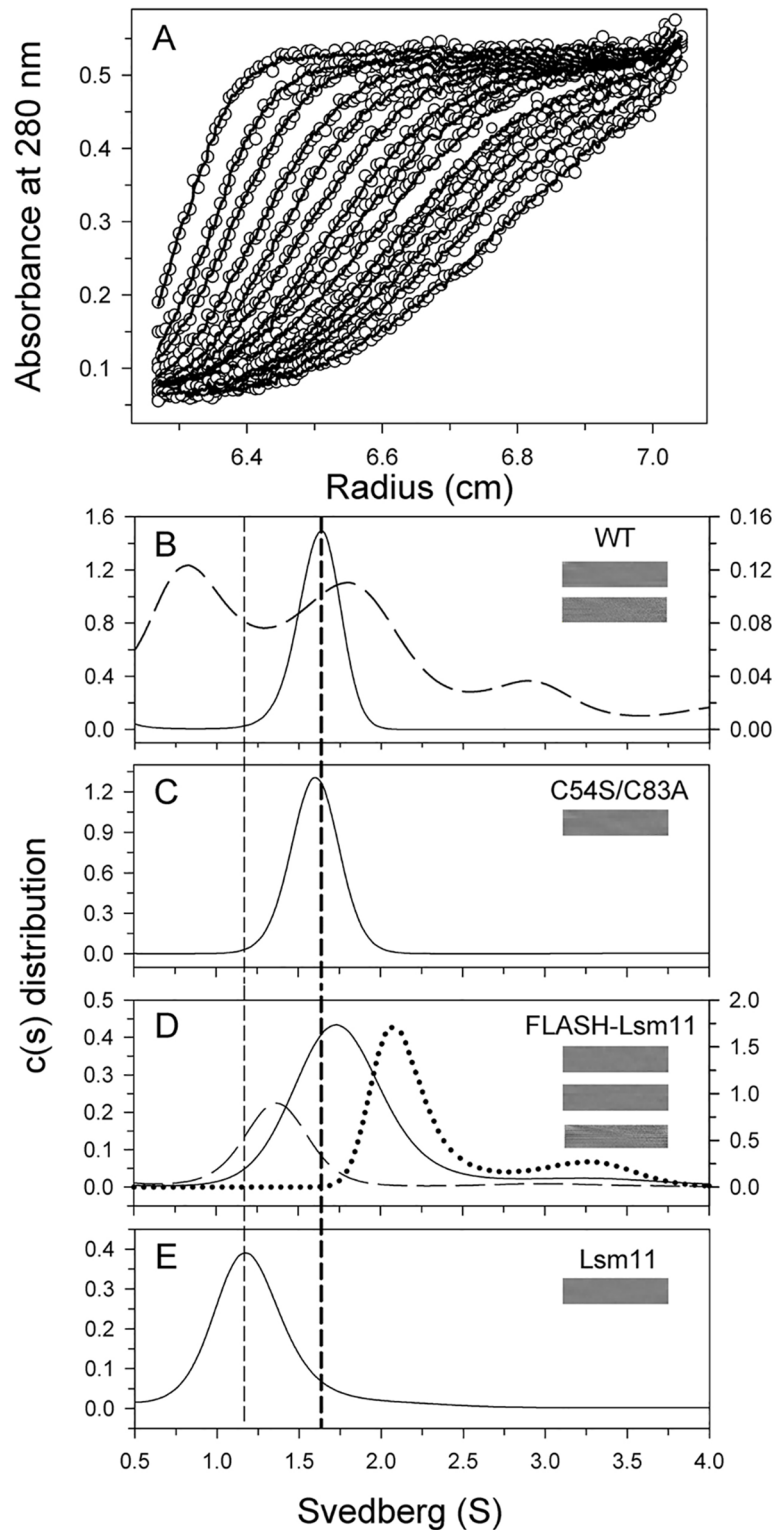 A
Absorbance at 280 nm
0.5
0.4
0.3
0.2
0.1
6.4 6.6 6.8 7.0
Radius (cm)
B
WT
1.6
1.2
0.8
0.4
0.0
0.16
0.12
0.08
0.04
0.00
C
C54S/C83A
1.2
0.9
0.6
0.3
0.0
c(s) distribution
D
FLASH-Lsm11
0.5
0.4
0.3
0.2
0.1
0.0
2.0
1.5
1.0
0.5
0.0
E
Lsm11
0.4
0.3
0.2
0.1
0.0
0.5 1.0 1.5 2.0 2.5 3.0 3.5 4.0
Svedberg (S)